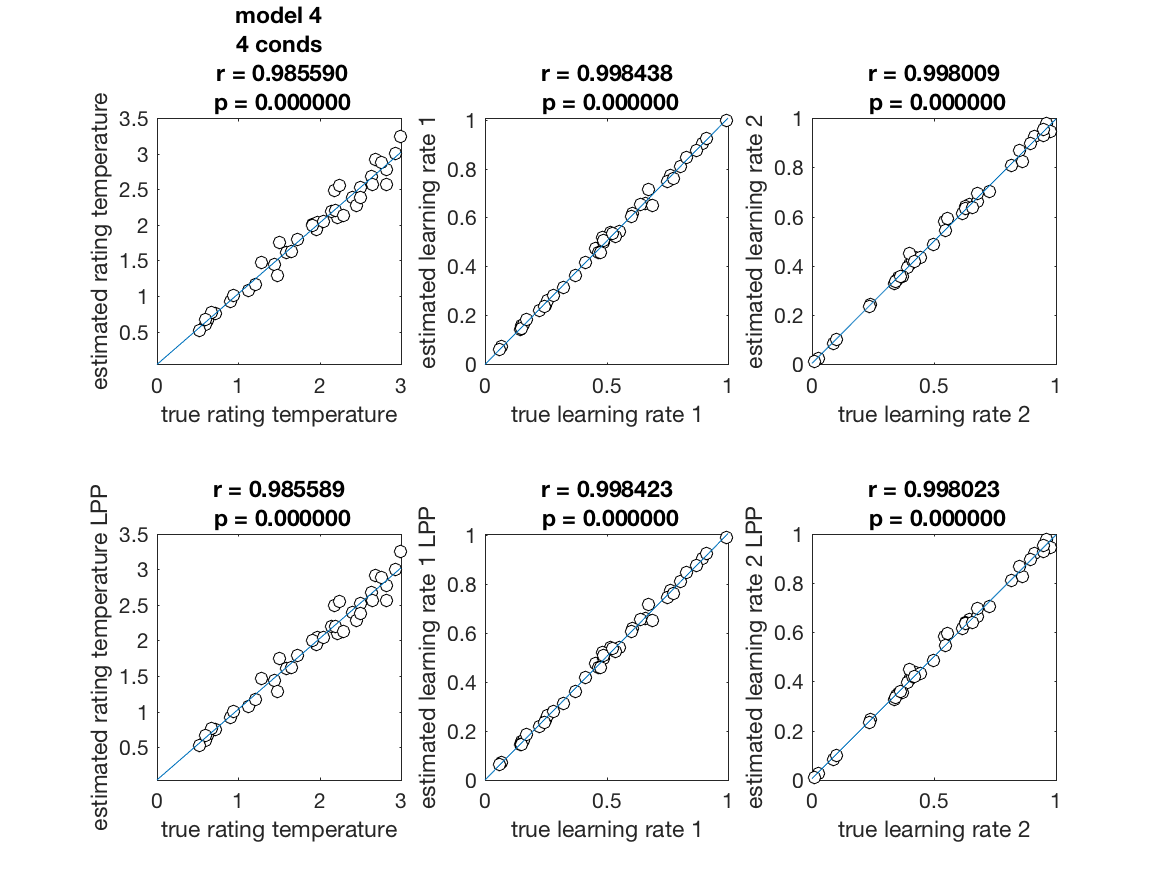 model 4
4 conds
r = 0.985590
p = 0.000000
estimated rating temperature
3.5
3
2.5
2
1.5
1
0.5
0
1
2
3
true rating temperature
r = 0.998438
p = 0.000000
estimated learning rate 1
1
0.8
0.6
0.4
0.2
0
0
0.5
1
true learning rate 1
r = 0.998009
p = 0.000000
estimated learning rate 2
1
0.8
0.6
0.4
0.2
0
0
0.5
1
true learning rate 2
r = 0.985589
p = 0.000000
estimated rating temperature LPP
3.5
3
2.5
2
1.5
1
0.5
0
1
2
3
true rating temperature
r = 0.998423
p = 0.000000
estimated learning rate 1 LPP
1
0.8
0.6
0.4
0.2
0
0
0.5
1
true learning rate 1
r = 0.998023
p = 0.000000
estimated learning rate 2 LPP
1
0.8
0.6
0.4
0.2
0
0
0.5
1
true learning rate 2